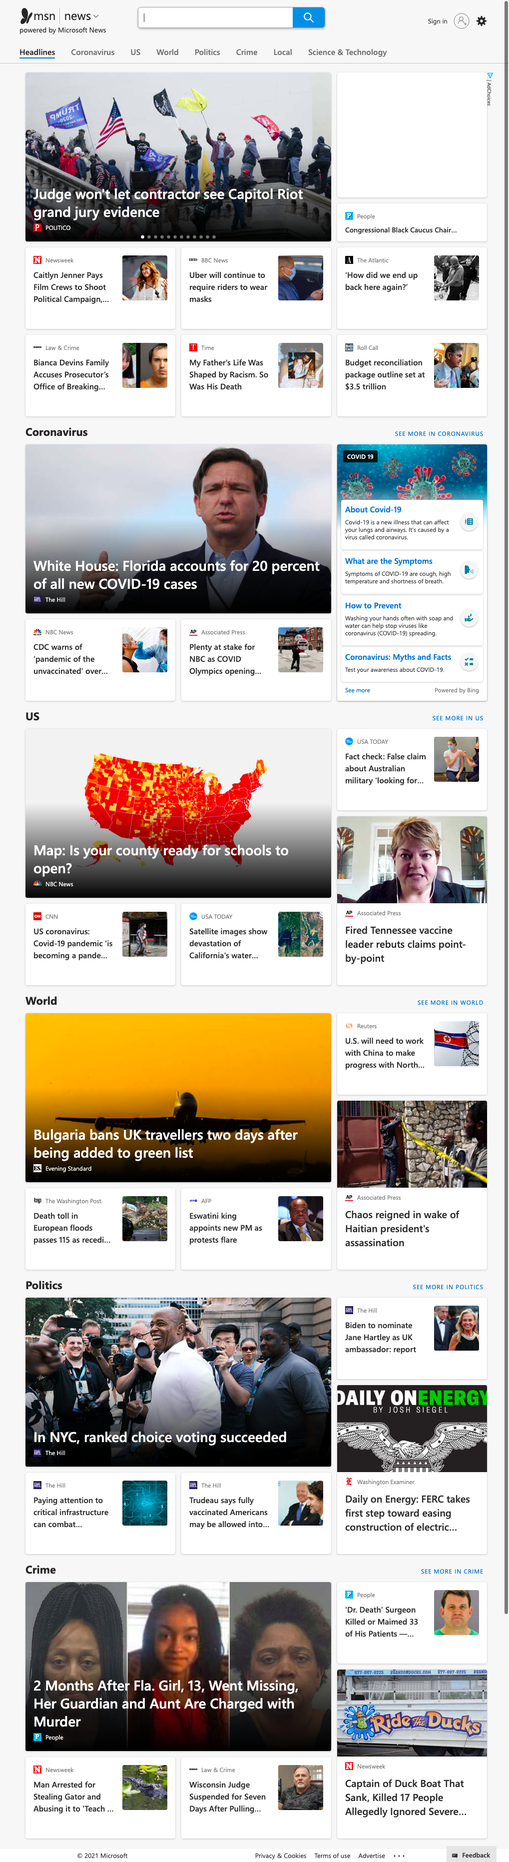 msn | news
powered by Microsoft News
Sign in
Headlines
Coronavirus
US
World
Politics
Crime
Local
Science & Technology
TRUMP
Judge won't let contractor see Capitol Riot
grand jury evidence
POLITICO
AdChoices
People
Congressional Black Caucus Chair...
Newsweek
Caitlyn Jenner Pays
Film Crews to Shoot
Political Campaign,...
BBC News
Uber will continue to
require riders to wear
masks
The Atlantic
'How did we end up
back here again?'
Law & Crime
Bianca Devins Family
Accuses Prosecutor's
Office of Breaking...
Time
My Father's Life Was
Shaped by Racism. So
Was His Death
Roll Call
Budget reconciliation
package outline set at
$3.5 trillion
Coronavirus
SEE MORE IN CORONAVIRUS
White House: Florida accounts for 20 percent
of all new COVID-19 cases
The Hill
COVID 19
About Covid-19
Covid-19 is a new illness that can affect
your lungs and airways. It's caused by a
virus called coronavirus.
What are the Symptoms
Symptoms of COVID-19 are cough, high
temperature and shortness of breath.
How to Prevent
Washing your hands often with soap and
water can help stop viruses like
coronavirus (COVID-19) spreading.
Coronavirus: Myths and Facts
Test your awareness about COVID-19.
See more
Powered by Bing
NBC News
CDC warns of
'pandemic of the
unvaccinated' over...
Associated Press
Plenty at stake for
NBC as COVID
Olympics opening...
US
SEE MORE IN US
Map: Is your county ready for schools to
open?
NBC News
USA TODAY
Fact check: False claim
about Australian
military 'looking for...
Associated Press
Fired Tennessee vaccine
leader rebuts claims point-
by-point
CNN
US coronavirus:
Covid-19 pandemic 'is
becoming a pande...
USA TODAY
Satellite images show
devastation of
California's water...
World
SEE MORE IN WORLD
Bulgaria bans UK travellers two days after
being added to green list
Evening Standard
Reuters
U.S. will need to work
with China to make
progress with North...
Associated Press
Chaos reigned in wake of
Haitian president's
assassination
The Washington Post
Death toll in
European floods
passes 115 as recedi...
AFP
Eswatini king
appoints new PM as
protests flare
Politics
SEE MORE IN POLITICS
In NYC, ranked choice voting succeeded
The Hill
The Hill
Biden to nominate
Jane Hartley as UK
ambassador: report
DAILY ON ENERGY
BY JOSH SIEGEL
Washington Examiner
Daily on Energy: FERC takes
first step toward easing
construction of electric...
The Hill
Paying attention to
critical infrastructure
can combat...
The Hill
Trudeau says fully
vaccinated Americans
may be allowed into...
Crime
SEE MORE IN CRIME
2 Months After Fla. Girl, 13, Went Missing,
Her Guardian and Aunt Are Charged with
Murder
People
People
'Dr. Death' Surgeon
Killed or Maimed 33
of His Patients —...
Ride The Ducks
Newsweek
Captain of Duck Boat That
Sank, Killed 17 People
Allegedly Ignored Severe...
Newsweek
Man Arrested for
Stealing Gator and
Abusing it to 'Teach ...
Law & Crime
Wisconsin Judge
Suspended for Seven
Days After Pulling...
© 2021 Microsoft
Privacy & Cookies
Terms of use
Advertise
Feedback